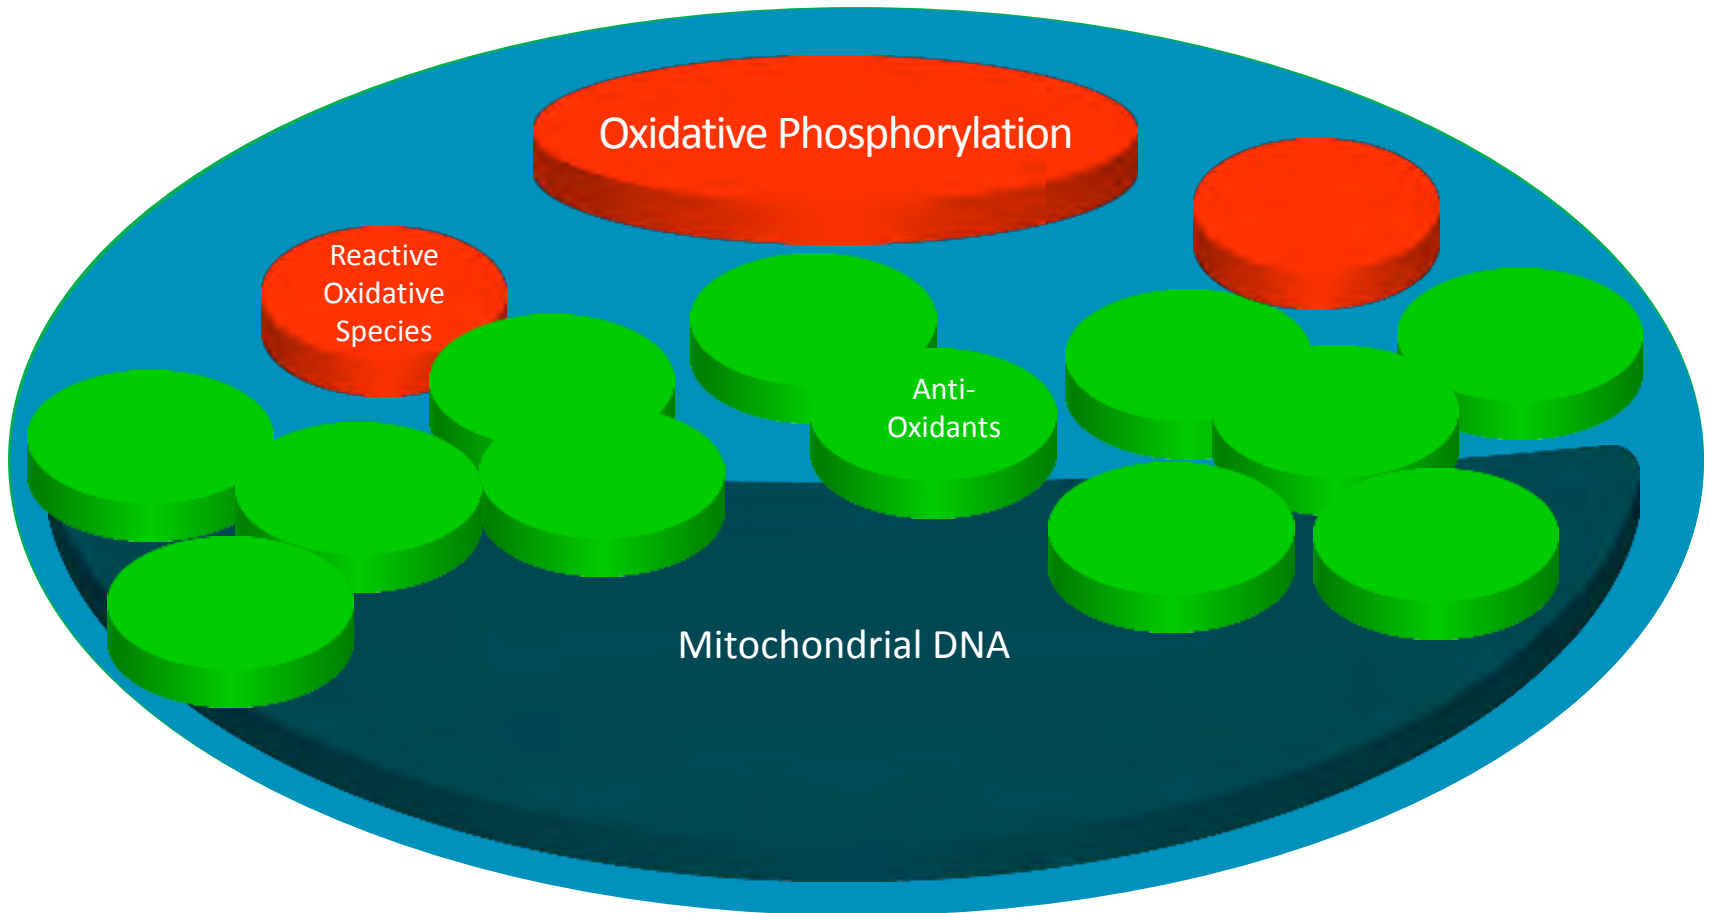 Oxidative Phosphorylation
Reactive
Oxidative
Species
Anti-
Oxidants
Mitochondrial DNA